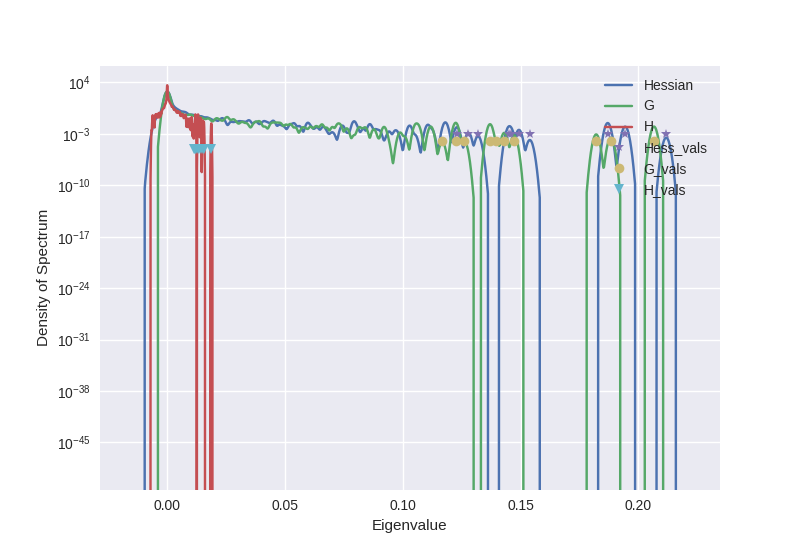 10^4
10^−3
10^−10
10^−17
10^−24
10^−31
10^−38
10^−45
Density of Spectrum
Hessian
G
H
Hess_vals
G_vals
H_vals
0.00 0.05 0.10 0.15 0.20
Eigenvalue